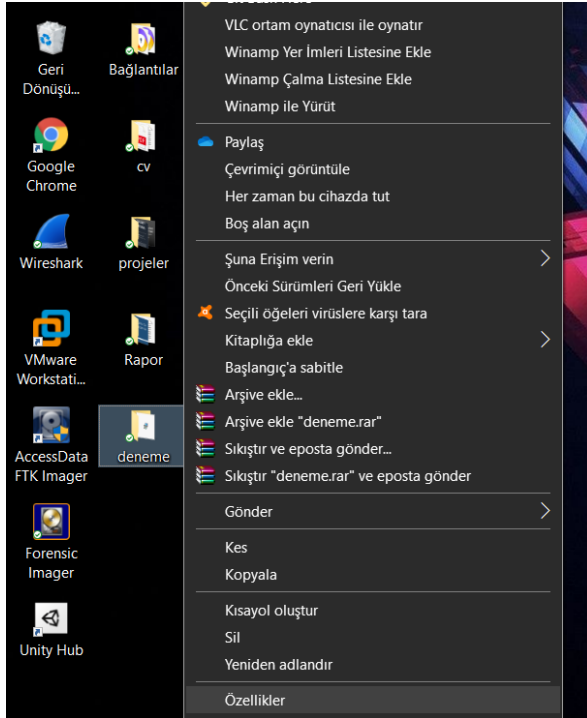 Geri
Dönüşü...
Bağlantılar
Google
Chrome
cv
Wireshark
projeler
VMware
Workstati...
Rapor
AccessData
FTK Imager
deneme
Forensic
Imager
Unity Hub
VLC ortam oynatıcısı ile oynatır
Winamp Yer İmleri Listesine Ekle
Winamp Çalma Listesine Ekle
Winamp ile Yürüt
Paylaş
Çevrimiçi görüntüle
Her zaman bu cihazda tut
Boş alan açın
Şuna Erişim verin
Önceki Sürümleri Geri Yükle
Seçili öğeleri virüslere karşı tara
Kitaplığa ekle
Başlangıç'a sabitle
Arşive ekle...
Arşive ekle "deneme.rar"
Sıkıştır ve eposta gönder...
Sıkıştır "deneme.rar" ve eposta gönder
Gönder
Kes
Kopyala
Kısayol oluştur
Sil
Yeniden adlandır
Özellikler